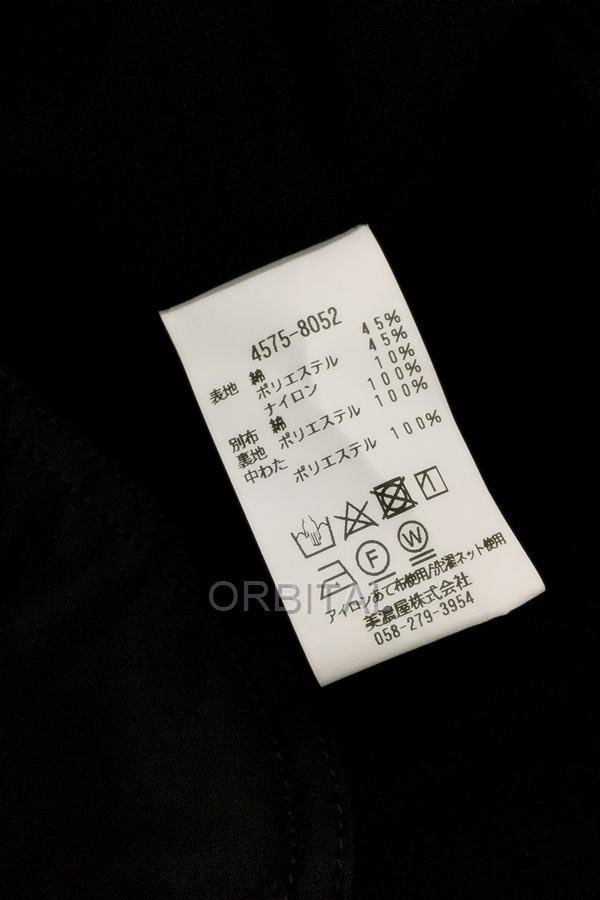 4575-8052
表地 綿 45%
ポリエステル 45%
ナイロン 10%
別布 綿 100%
裏地 ポリエステル 100%
中わた ポリエステル 100%
F W
アイロンあて布使用/洗濯ネット使用
美濃屋株式会社
058-279-3954
ORBITAL